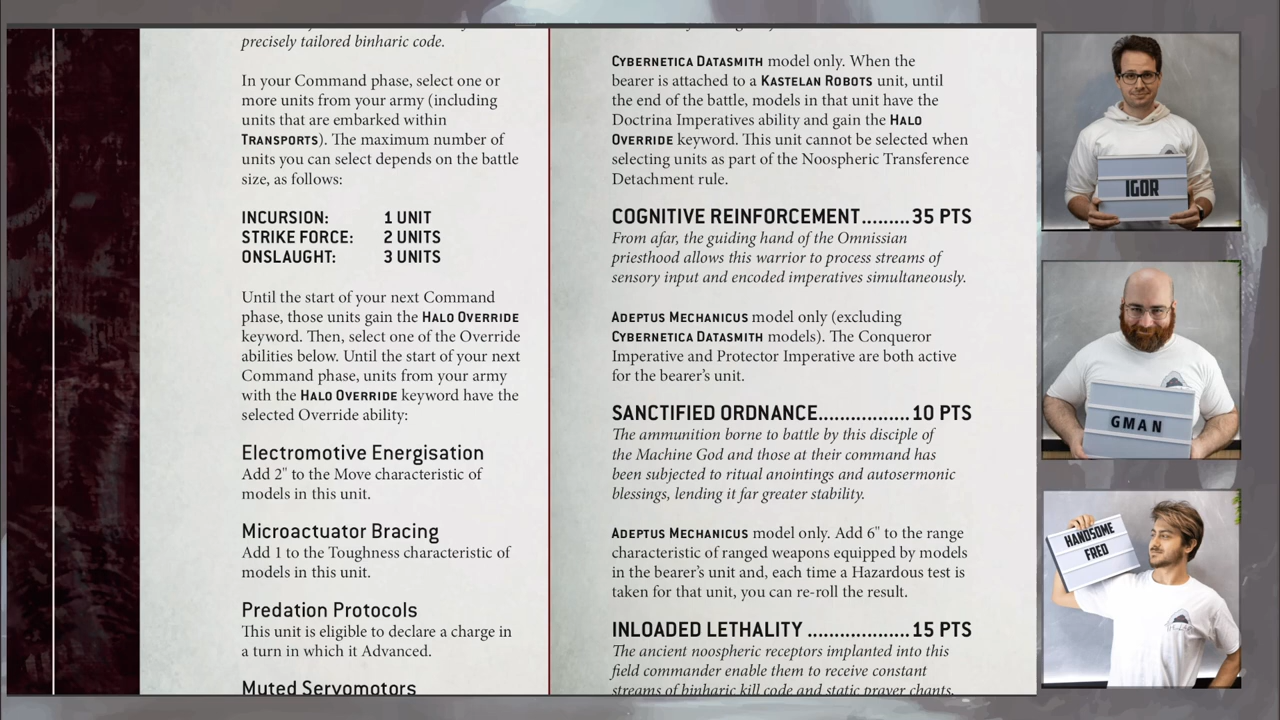 precisely tailored binharic code.
In your Command phase, select one or
more units from your army (including
units that are embarked within
TRANSPORTS). The maximum number of
units you can select depends on the battle
size, as follows:
INCURSION: 1 UNIT
STRIKE FORCE: 2 UNITS
ONSLAUGHT: 3 UNITS
Until the start of your next Command
phase, those units gain the HALO OVERRIDE
keyword. Then, select one of the Override
abilities below. Until the start of your next
Command phase, units from your army
with the HALO OVERRIDE keyword have the
selected Override ability:
Electromotive Energisation
Add 2" to the Move characteristic of
models in this unit.
Microactuator Bracing
Add 1 to the Toughness characteristic of
models in this unit.
Predation Protocols
This unit is eligible to declare a charge in
a turn in which it Advanced.
Muted Servomotors
CYBERNETICA DATASMITH model only. When the
bearer is attached to a KASTELAN ROBOTS unit, until
the end of the battle, models in that unit have the
Doctrina Imperatives ability and gain the HALO
OVERRIDE keyword. This unit cannot be selected when
selecting units as part of the Noospheric Transference
Detachment rule.
COGNITIVE REINFORCEMENT.........35 PTS
From afar, the guiding hand of the Omnissian
priesthood allows this warrior to process streams of
sensory input and encoded imperatives simultaneously.
ADEPTUS MECHANICUS model only (excluding
CYBERNETICA DATASMITH models). The Conqueror
Imperative and Protector Imperative are both active
for the bearer's unit.
SANCTIFIED ORDNANCE.................10 PTS
The ammunition borne to battle by this disciple of
the Machine God and those at their command has
been subjected to ritual anointings and autosermonic
blessings, lending it far greater stability.
ADEPTUS MECHANICUS model only. Add 6" to the range
characteristic of ranged weapons equipped by models
in the bearer's unit and, each time a Hazardous test is
taken for that unit, you can re-roll the result.
INLOADED LETHALITY ...................15 PTS
The ancient noospheric receptors implanted into this
field commander enable them to receive constant
streams of binharic kill code and static prayer chants.
IGOR
GMAN
HANDSOME
FRED